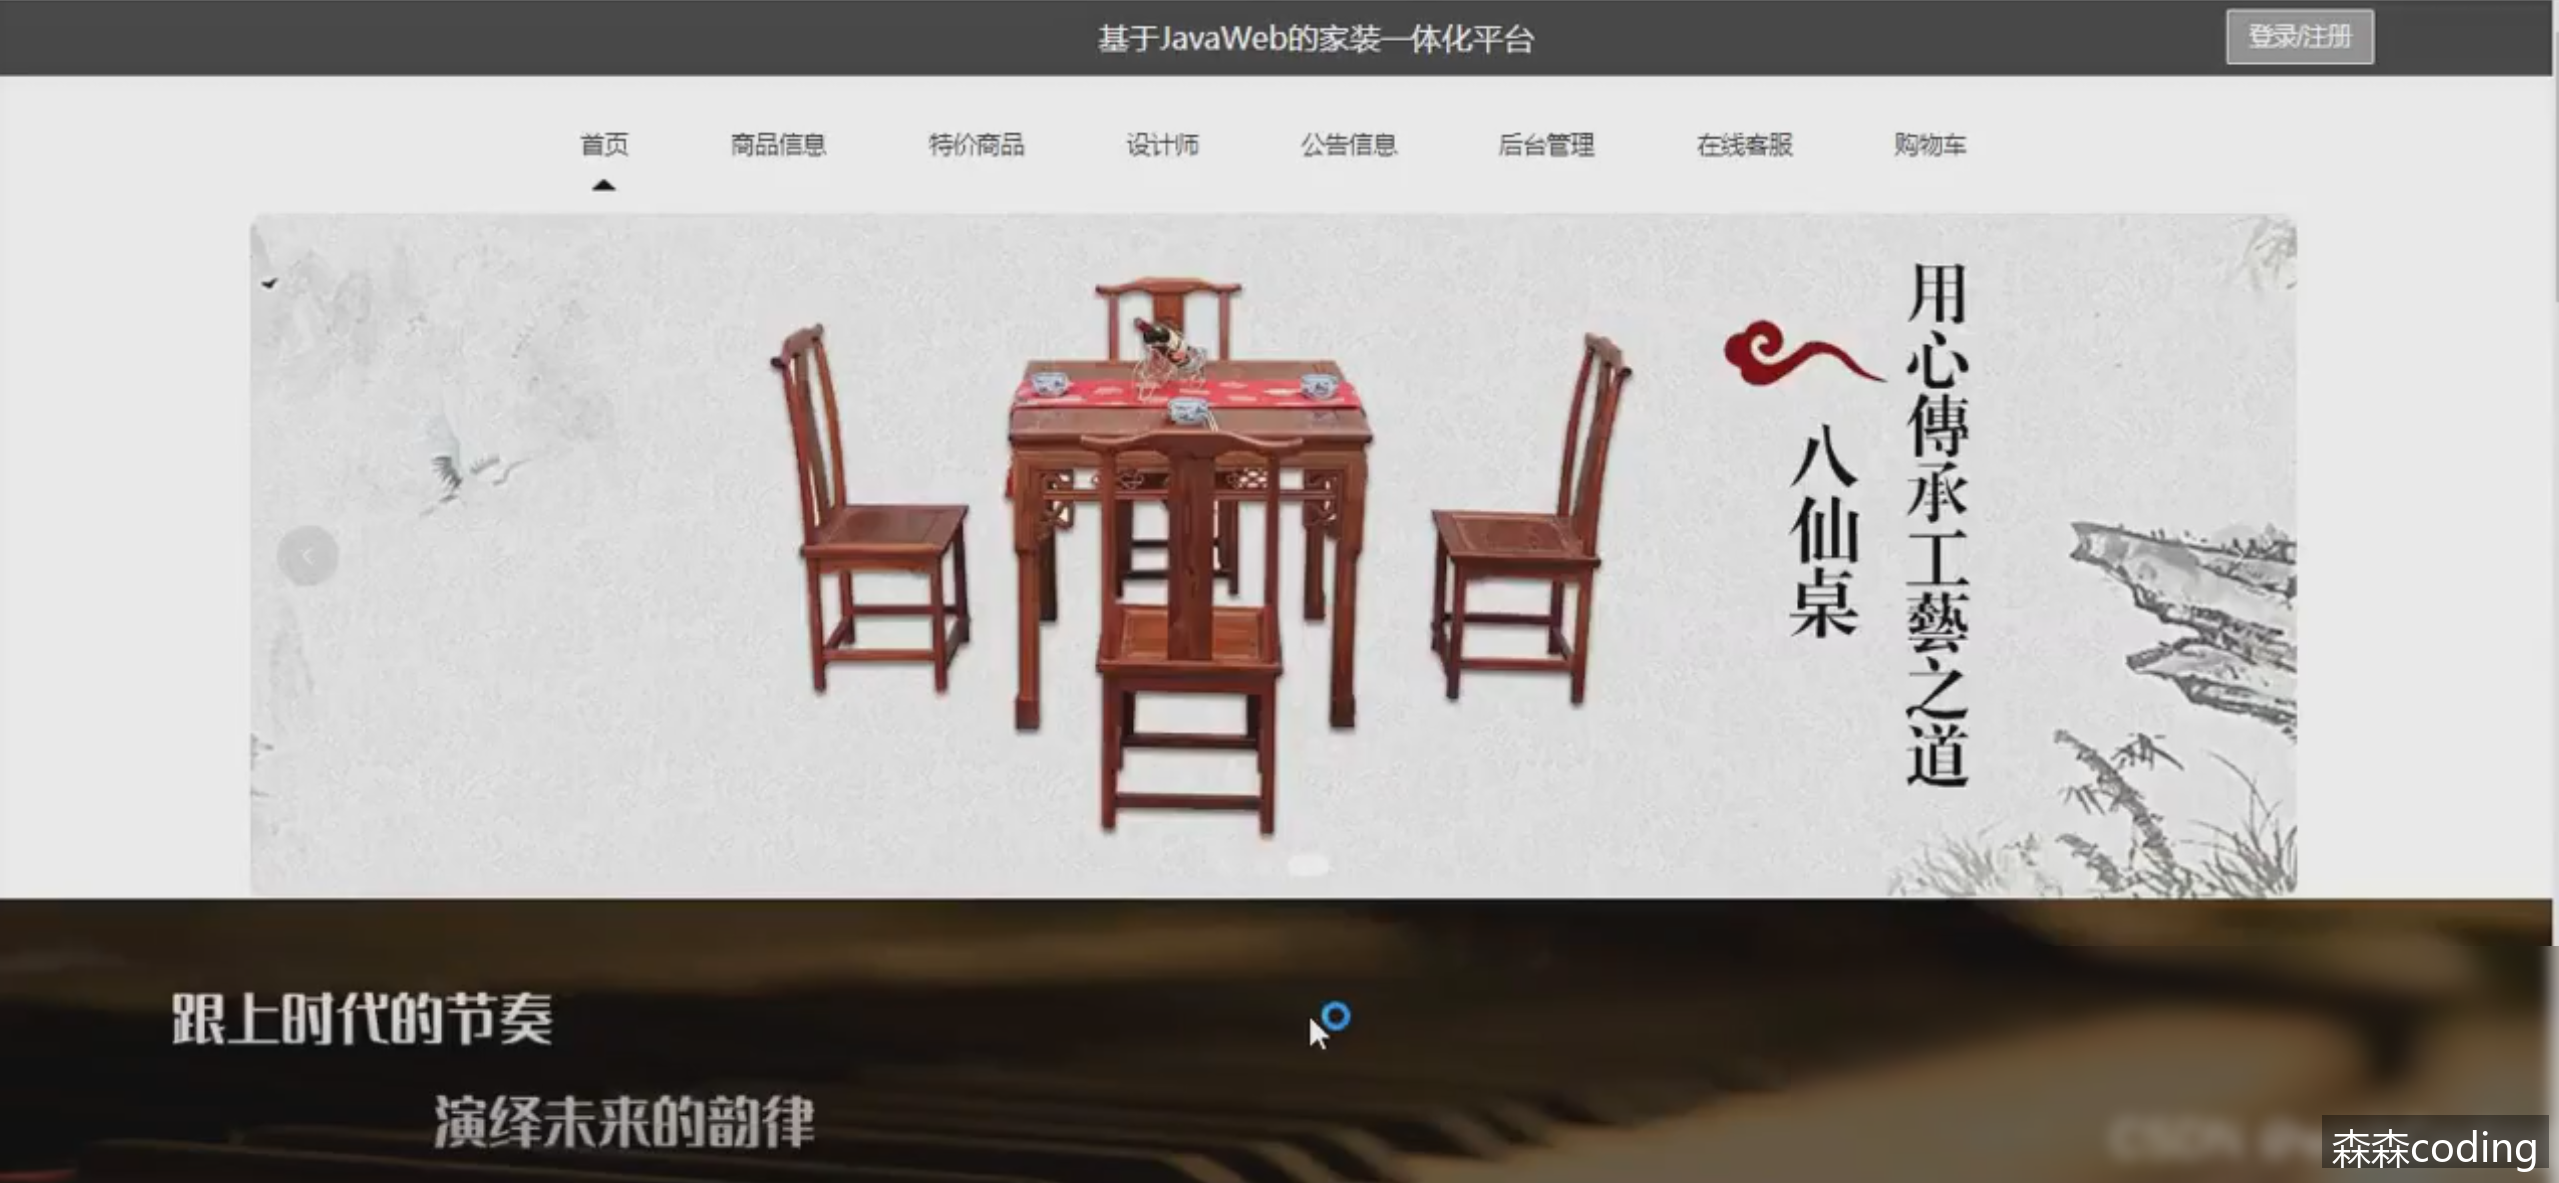 基于JavaWeb的家装一体化平台
登录/注册
首页
商品信息
特价商品
设计师
公告信息
后台管理
在线客服
购物车
用心傳承工藝之道
八仙桌
跟上时代的节奏
演绎未来的韵律
森森coding